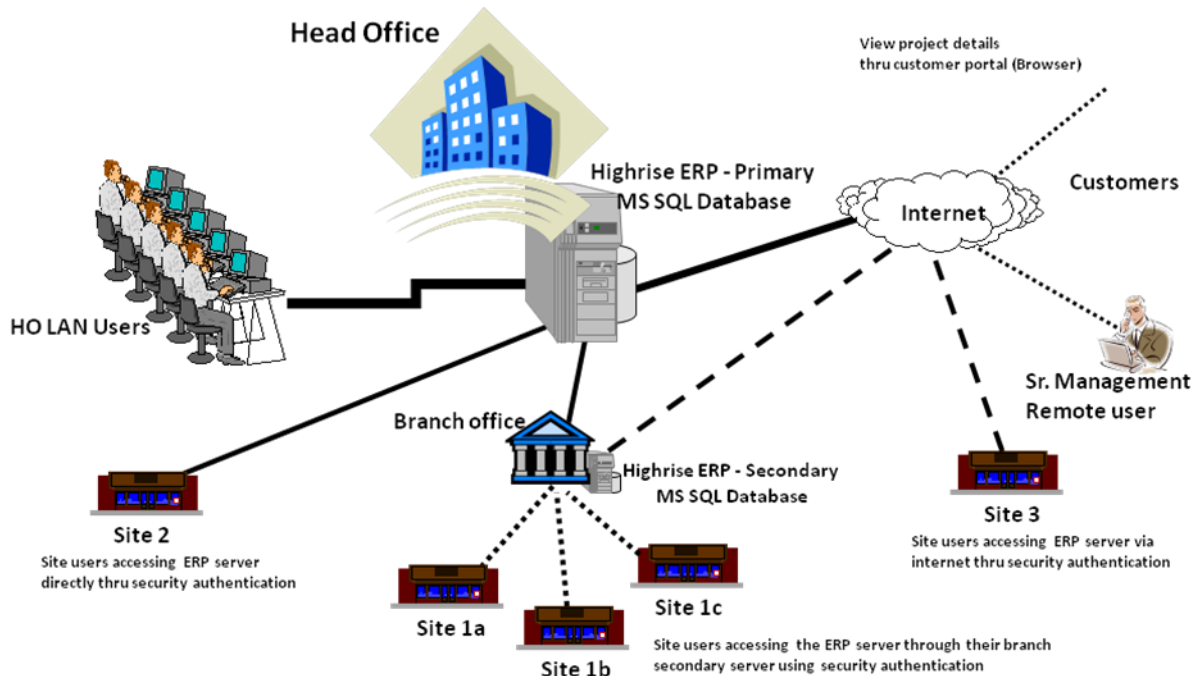 Head Office
View project details
thru customer portal (Browser)
Highrise ERP - Primary
MS SQL Database
Internet
Customers
HO LAN Users
Sr. Management
Remote user
Branch office
Highrise ERP - Secondary
MS SQL Database
Site 2
Site users accessing ERP server
directly thru security authentication
Site 3
Site users accessing ERP server via
internet thru security authentication
Site 1a
Site 1b
Site 1c
Site users accessing the ERP server through their branch
secondary server using security authentication